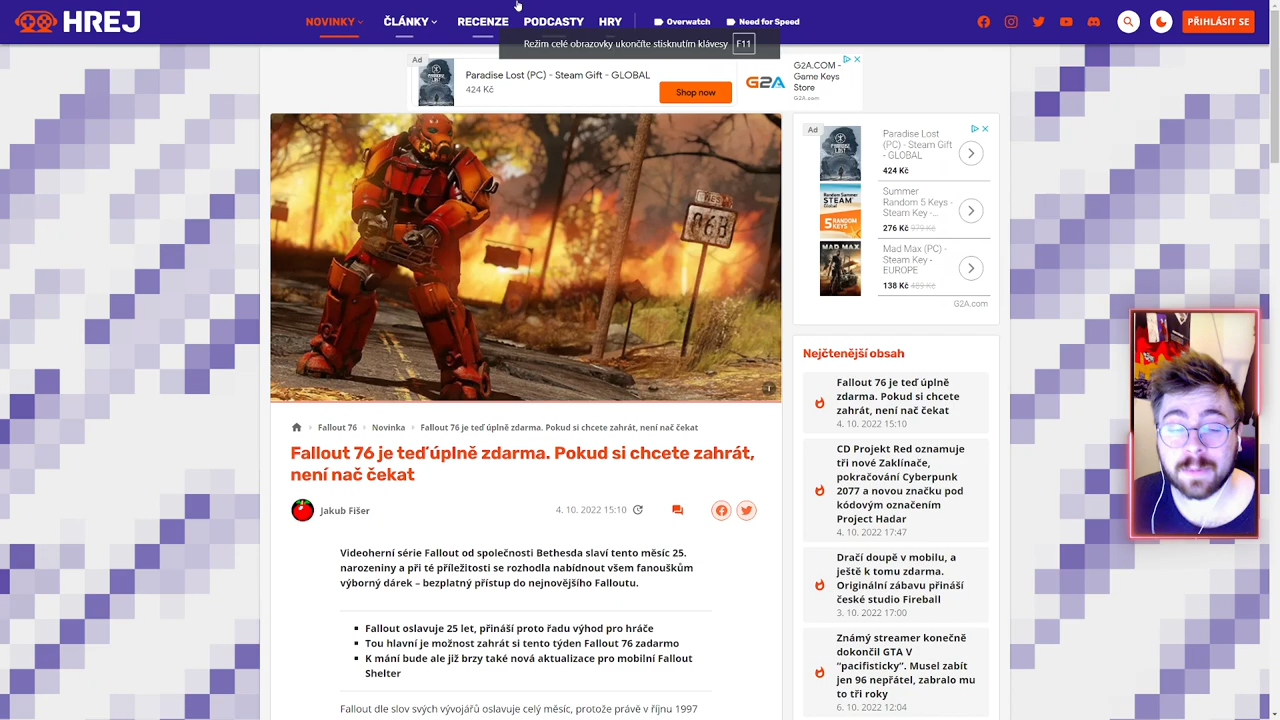 HREJ
NOVINKY
ČLÁNKY
RECENZE
PODCASTY
HRY
Overwatch
Need for Speed
PŘIHLÁSIT SE
Režim celé obrazovky ukončíte stisknutím klávesy F11
Ad
Paradise Lost (PC) - Steam Gift - GLOBAL
424 Kč
Shop now
G2A
G2A.COM -
Game Keys
Store
G2A.com
Ad
Paradise Lost
(PC) - Steam Gift
- GLOBAL
424 Kč
Summer
Random 5 Keys -
Steam Key -...
276 Kč 979 Kč
Mad Max (PC) -
Steam Key -
EUROPE
138 Kč 489 Kč
G2A.com
Nejčtenější obsah
Fallout 76 je teď úplně
zdarma. Pokud si chcete
zahrát, není nač čekat
4. 10. 2022 15:10
CD Projekt Red oznamuje
tři nové Zaklínače,
pokračování Cyberpunk
2077 a novou značku pod
kódovým označením
Project Hadar
4. 10. 2022 17:47
Dračí doupě v mobilu, a
ještě k tomu zdarma.
Originální zábavu přináší
české studio Fireball
3. 10. 2022 17:00
Známý streamer konečně
dokončil GTA V
“pacifisticky”. Musel zabít
jen 96 nepřátel, zabralo mu
to tři roky
6. 10. 2022 12:04
Fallout 76
Novinka
Fallout 76 je teď úplně zdarma. Pokud si chcete zahrát, není nač čekat
Fallout 76 je teď úplně zdarma. Pokud si chcete zahrát,
není nač čekat
Jakub Fišer
4. 10. 2022 15:10
Videoherní série Fallout od společnosti Bethesda slaví tento měsíc 25.
narozeniny a při té příležitosti se rozhodla nabídnout všem fanouškům
výborný dárek – bezplatný přístup do nejnovějšího Falloutu.
Fallout oslavuje 25 let, přináší proto řadu výhod pro hráče
Tou hlavní je možnost zahrát si tento týden Fallout 76 zadarmo
K mání bude ale již brzy také nová aktualizace pro mobilní Fallout
Shelter
Fallout dle slov svých vývojářů oslavuje celý měsíc, protože právě v říjnu 1997